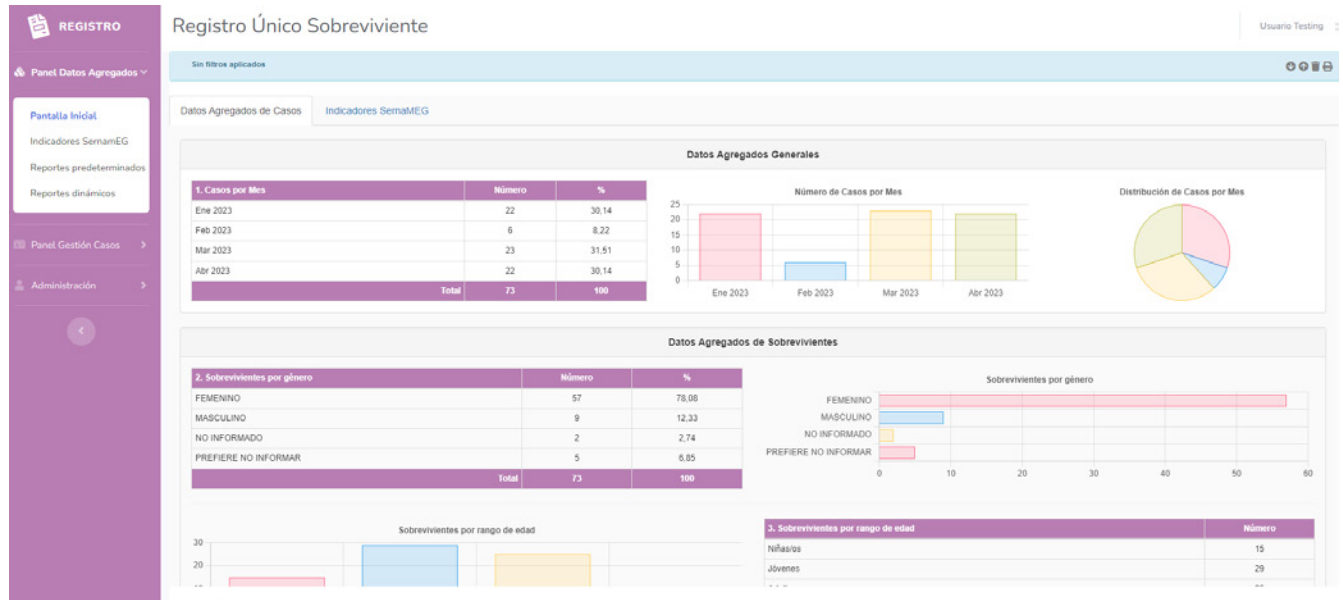 REGISTRO
Registro Único Sobreviviente
Usuario Testing
Panel Datos Agregados
Sin filtros aplicados
Pantalla Inicial
Indicadores SernamEG
Reportes predeterminados
Reportes dinámicos
Panel Gestión Casos
Administración
Datos Agregados de Casos
Indicadores SernaMEG
Datos Agregados Generales
1. Casos por Mes Número %
Ene 2023 22 30,14
Feb 2023 6 8,22
Mar 2023 23 31,51
Abr 2023 22 30,14
Total 73 100
Número de Casos por Mes
25
20
15
10
5
0
Ene 2023 Feb 2023 Mar 2023 Abr 2023
Distribución de Casos por Mes
Datos Agregados de Sobrevivientes
2. Sobrevivientes por género Número %
FEMENINO 57 78,08
MASCULINO 9 12,33
NO INFORMADO 2 2,74
PREFIERE NO INFORMAR 5 6,85
Total 73 100
Sobrevivientes por género
FEMENINO
MASCULINO
NO INFORMADO
PREFIERE NO INFORMAR
0 10 20 30 40 50 60
Sobrevivientes por rango de edad
30
20
3. Sobrevivientes por rango de edad Número
Niñas/os 15
Jóvenes 29